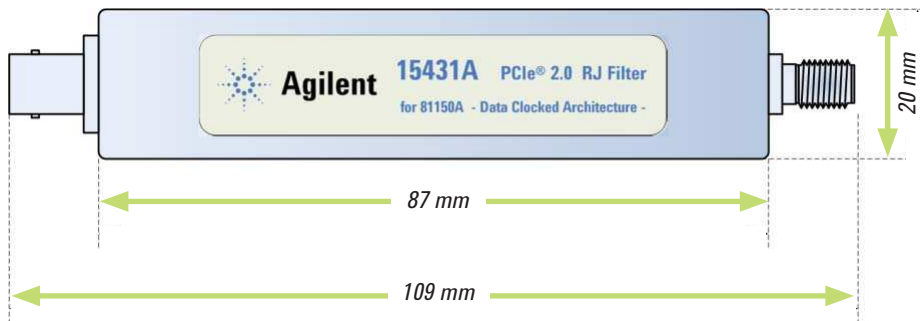 Agilent
15431A PCIe® 2.0 RJ Filter
for 81150A - Data Clocked Architecture -
20 mm
87 mm
109 mm